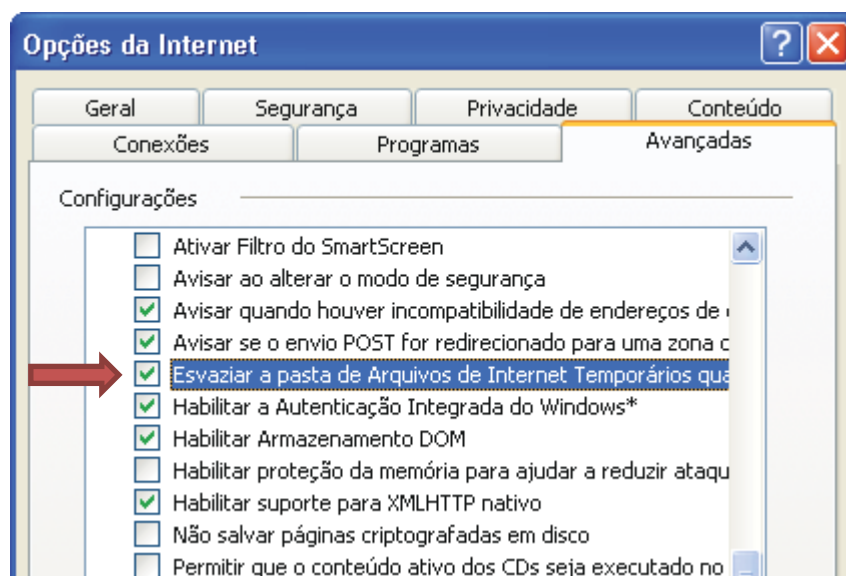 Opções da Internet
Geral Segurança Privacidade Conteúdo
Conexões Programas Avançadas
Configurações
Ativar Filtro do SmartScreen
Avisar ao alterar o modo de segurança
Avisar quando houver incompatibilidade de endereços de
Avisar se o envio POST for redirecionado para uma zona c
Esvaziar a pasta de Arquivos de Internet Temporários qua
Habilitar a Autenticação Integrada do Windows*
Habilitar Armazenamento DOM
Habilitar proteção da memória para ajudar a reduzir ataqu
Habilitar suporte para XMLHTTP nativo
Não salvar páginas criptografadas em disco
Permitir que o conteúdo ativo dos CDs seja executado no